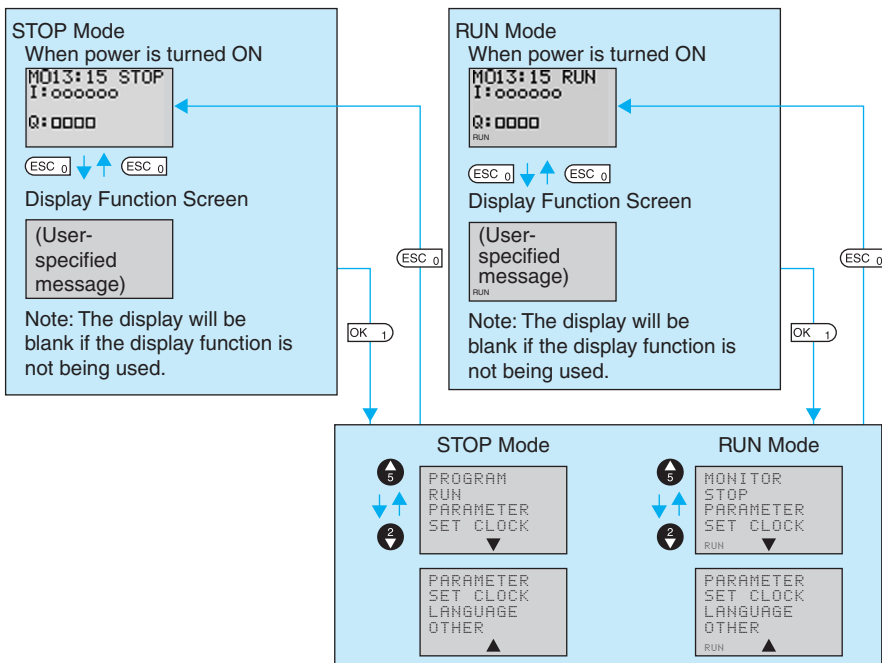 STOP Mode
When power is turned ON
MO13:15 STOP
I:oooooo
Q:□□□□
ESC 0
ESC 0
Display Function Screen
(User-
specified
message)
Note: The display will be
blank if the display function is
not being used.
ESC 0
OK 1
RUN Mode
When power is turned ON
MO13:15 RUN
I:oooooo
Q:□□□□
RUN
ESC 0
ESC 0
Display Function Screen
(User-
specified
message)
RUN
Note: The display will be
blank if the display function is
not being used.
ESC 0
OK 1
STOP Mode
5
2
PROGRAM
RUN
PARAMETER
SET CLOCK
PARAMETER
SET CLOCK
LANGUAGE
OTHER
RUN Mode
5
2
MONITOR
STOP
PARAMETER
SET CLOCK
RUN
PARAMETER
SET CLOCK
LANGUAGE
OTHER
RUN